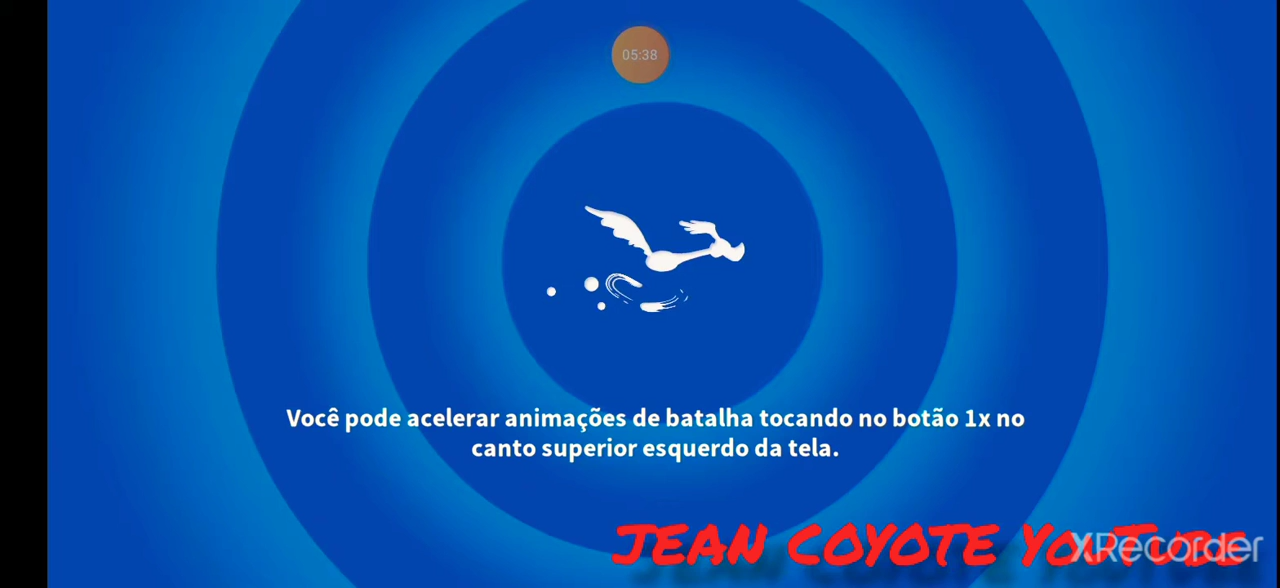 05:38
Você pode acelerar animações de batalha tocando no botão 1x no
canto superior esquerdo da tela.
JEAN COYOTE YOUTUBE
XRecorder